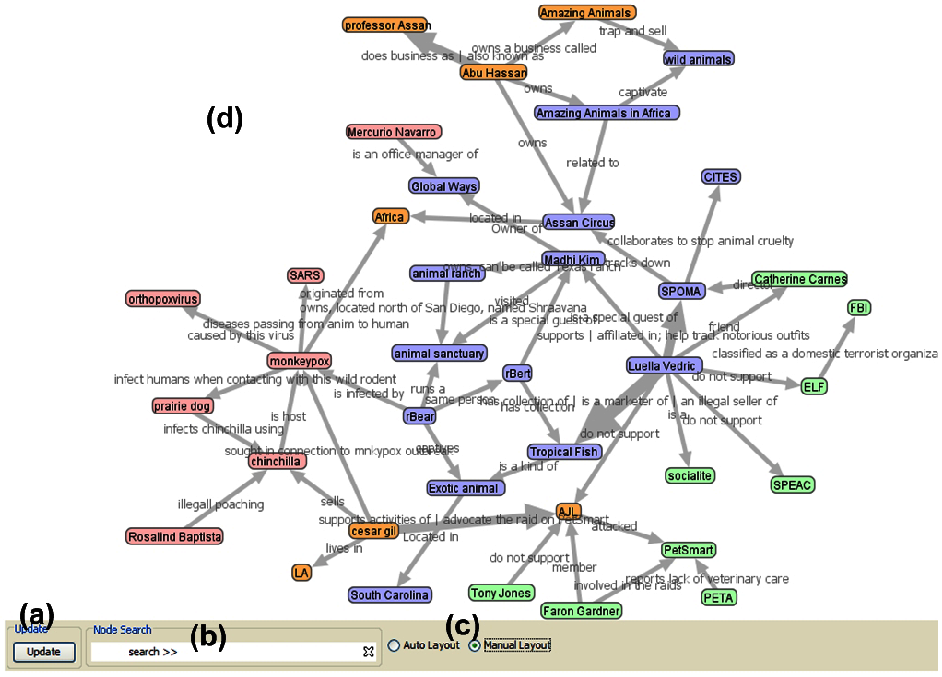 Amazing Animals
professor Assan
trap and sell
owns a business called
does business as | also known as
wild animals
Abu Hassan
owns
captivate
(d)
Amazing Animals in Africa
Mercurio Navarro
owns
is an office manager of
related to
CITES
Global Ways
Africa
located in
Assan Circus
Owner of
collaborates to stop animal cruelty
Madhi Kim
tracks down
owns, can be called Texas ranch
animal ranch
SARS
Catherine Carnes
director
SPOMA
originated from
orthopoxvirus
visited
owns, located north of San Diego, named Shraavana
FBI
is a special guest of
is a special guest of
diseases passing from anim to human
friend
caused by this virus
supports | affiliated in; help track notorious outfits
animal sanctuary
classified as a domestic terrorist organiza
monkeypox
Luella Vedric
rBert
do not support
infect humans when contacting with this wild rodent
ELF
runs a
is infected by
same person
has collection of | is a marketer of | an illegal seller of
prairie dog
has collection
rBear
is host
is a
do not support
infects chinchilla using
do not support
sought in connection to mnkypox outbreak
captives
Tropical Fish
chinchilla
is a kind of
socialite
SPEAC
Exotic animal
illegall poaching
sells
AJL
supports activities of | advocate the raid on PetSmart
attacked
Rosalind Baptista
cesar gil
Located In
lives in
PetSmart
do not support
LA
member
reports lack of veterinary care
involved in the raids
South Carolina
Tony Jones
PETA
Faron Gardner
(a)
(b)
(c)
Update
Node Search
Update
search >>
Auto Layout
Manual Layout